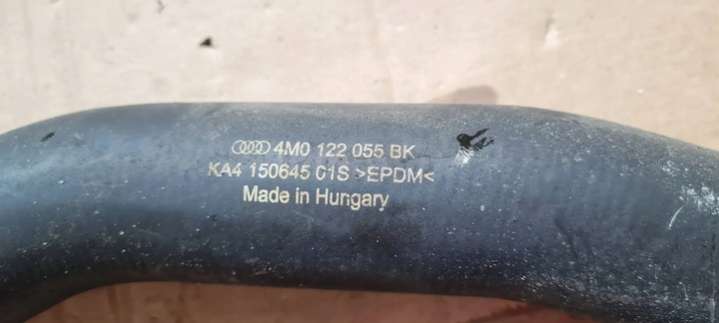 4M0 122 055 BK
KA4 150645 01S >EPDM<
Made in Hungary